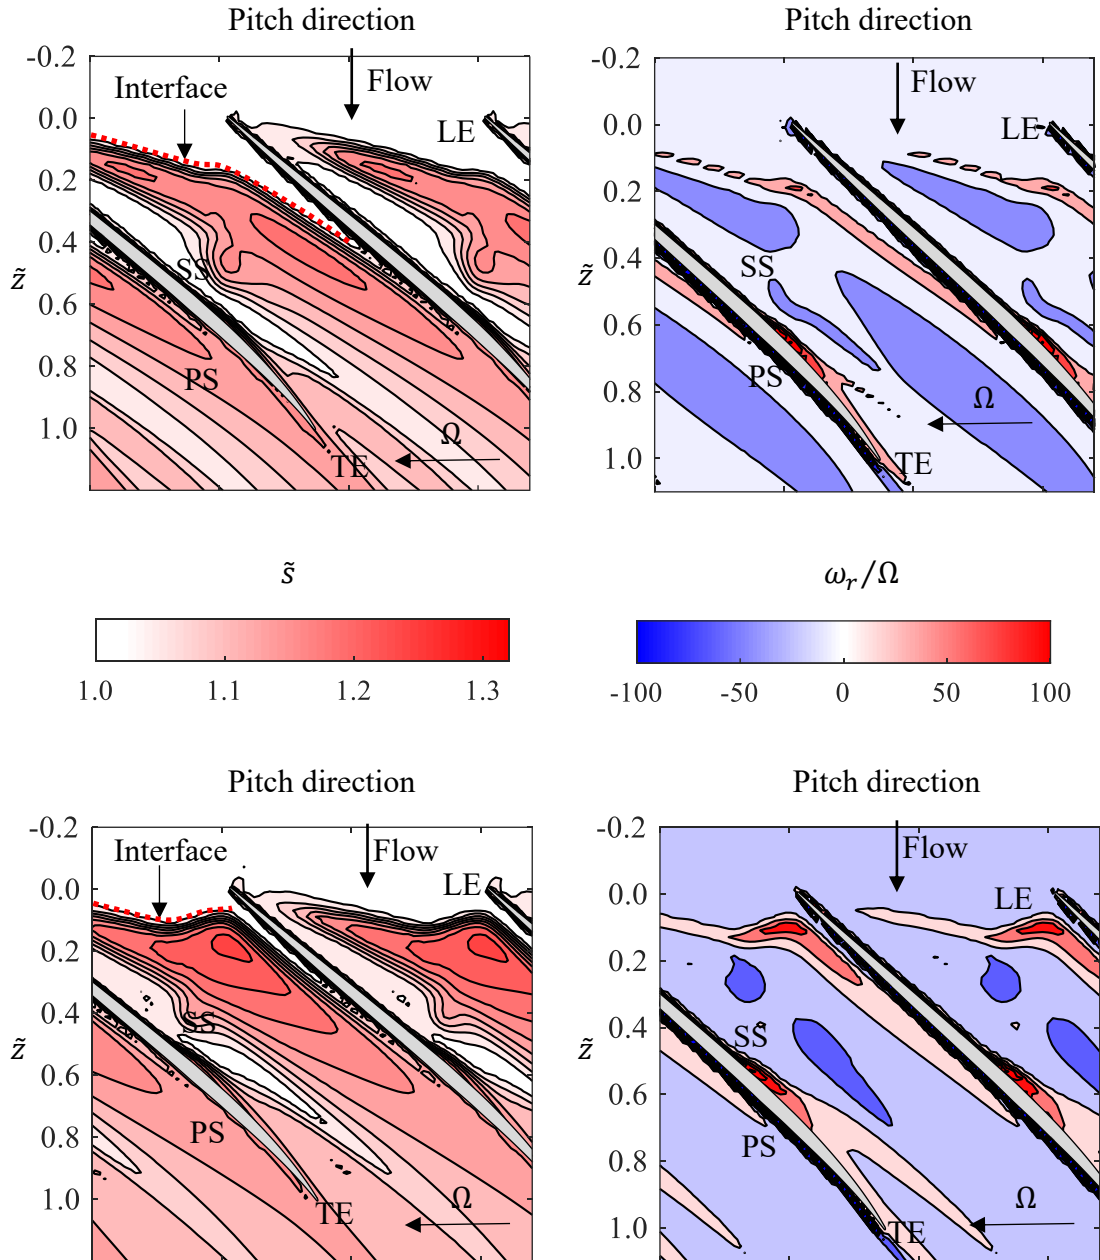 Pitch direction
-0.2
Interface
Flow
0.0
LE
0.2
0.4
SS
z̃
0.6
0.8
PS
1.0
Ω
TE
Pitch direction
-0.2
Flow
0.0
LE
0.2
0.4
SS
z̃
0.6
PS
0.8
Ω
1.0
TE
s̃
1.0 1.1 1.2 1.3
ω_r/Ω
-100 -50 0 50 100
Pitch direction
-0.2
Interface
Flow
0.0
LE
0.2
0.4
SS
z̃
0.6
PS
0.8
1.0
Ω
TE
Pitch direction
-0.2
Flow
0.0
LE
0.2
0.4
SS
z̃
0.6
PS
0.8
Ω
1.0
TE